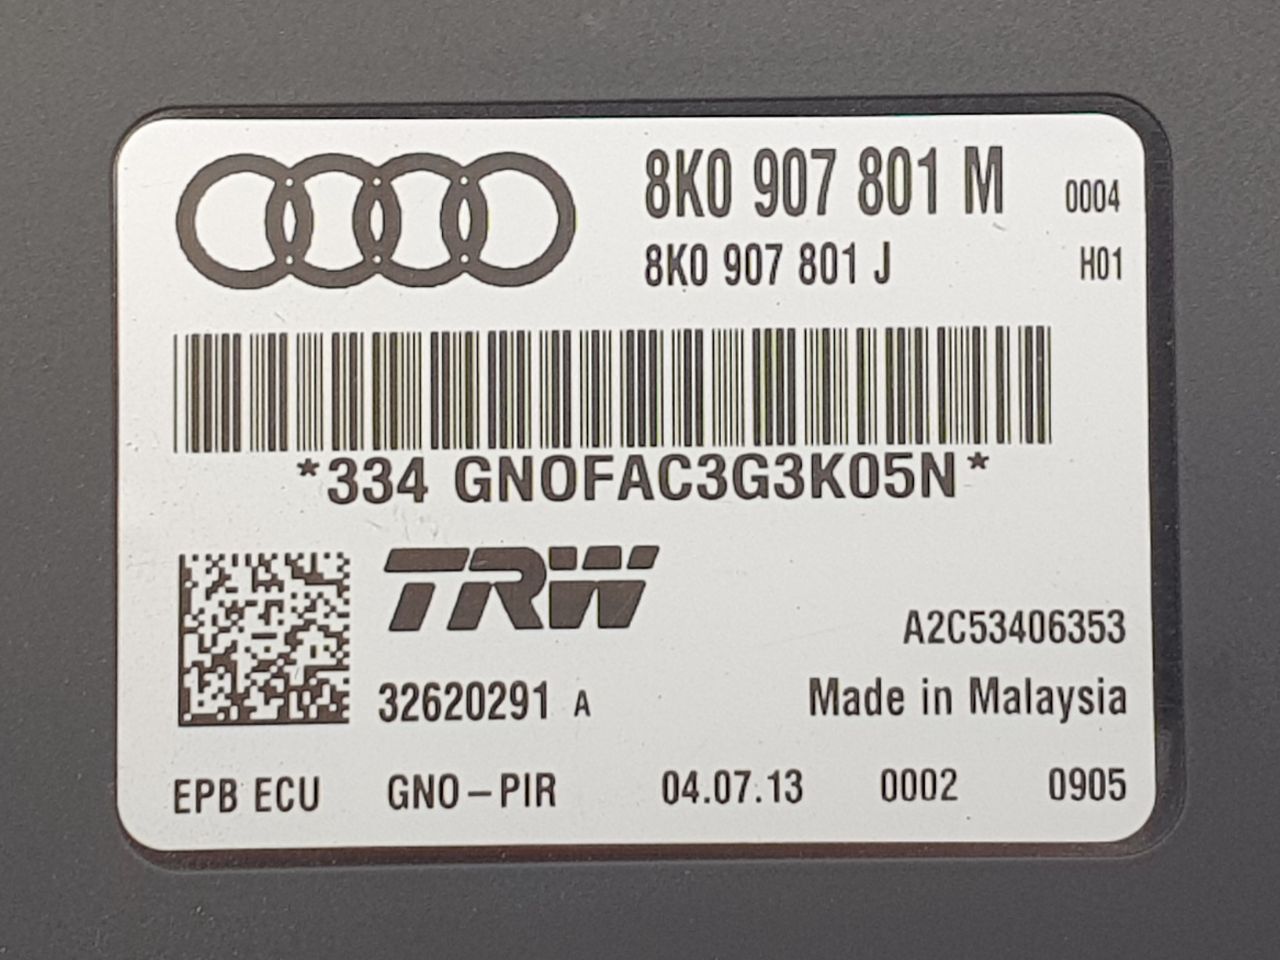 8K0 907 801 M 0004
8K0 907 801 J H01
*334 GNOFAC3G3K05N*
TRW
A2C53406353
32620291 A Made in Malaysia
EPB ECU GNO-PIR 04.07.13 0002 0905